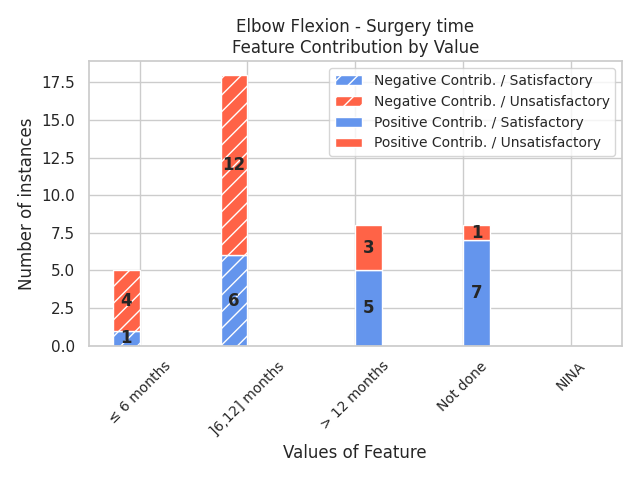 Elbow Flexion - Surgery time
Feature Contribution by Value
Number of instances
17.5
15.0
12.5
10.0
7.5
5.0
2.5
0.0
Negative Contrib. / Satisfactory
Negative Contrib. / Unsatisfactory
Positive Contrib. / Satisfactory
Positive Contrib. / Unsatisfactory
4
1
12
6
3
5
1
7
≤ 6 months
]6,12] months
> 12 months
Not done
NINA
Values of Feature